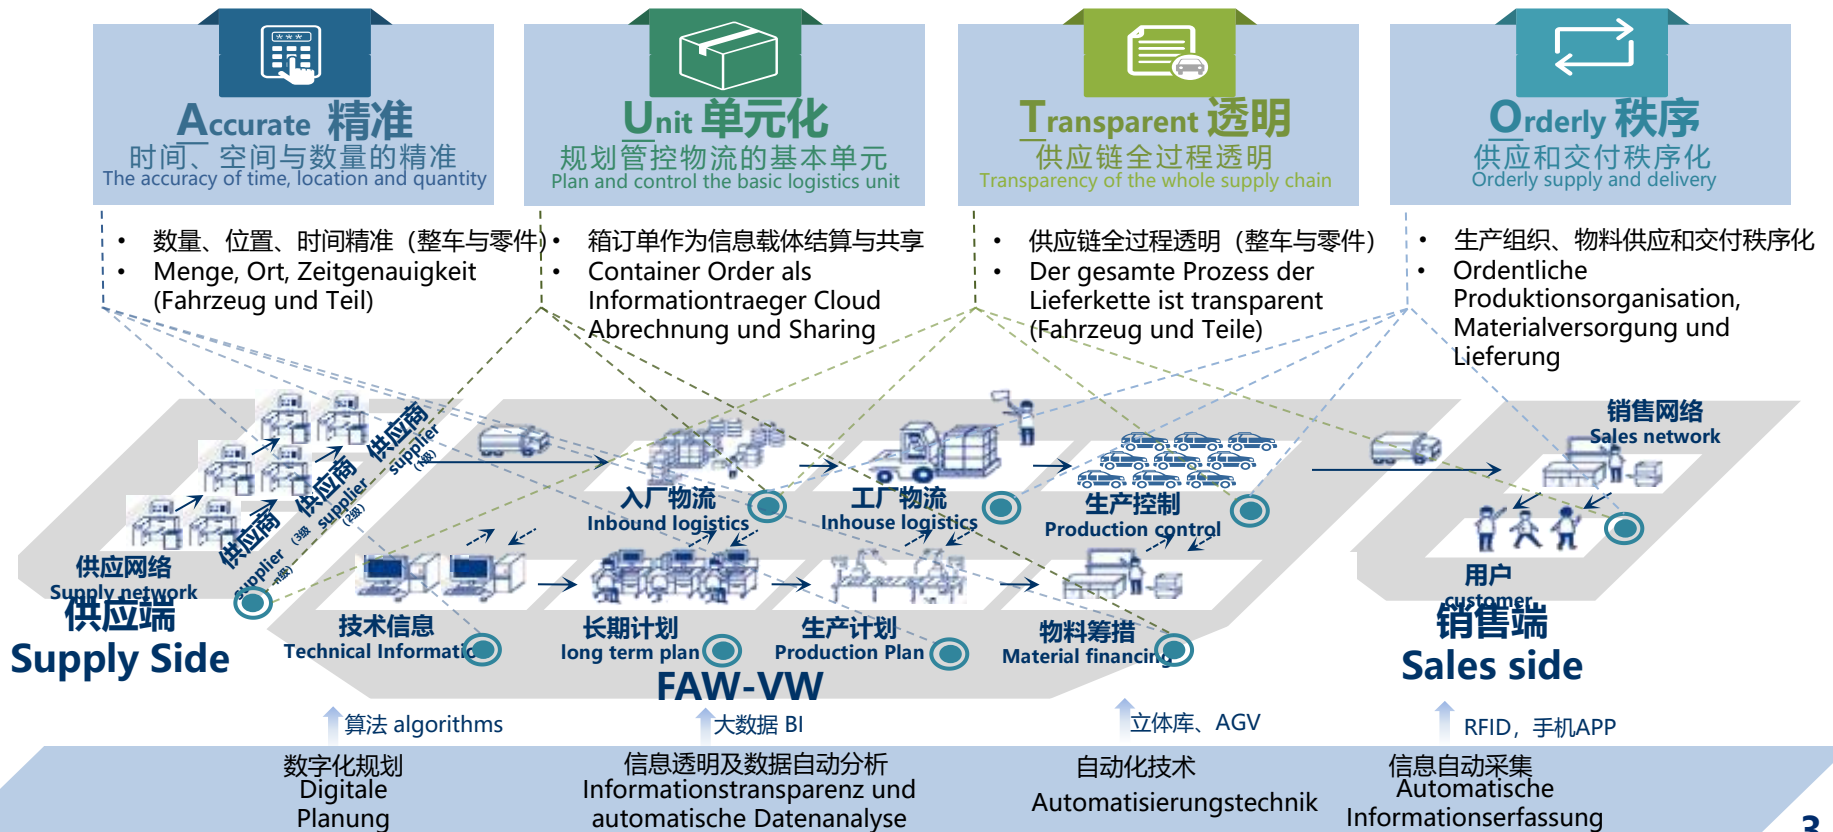 Accurate 精准
时间、空间与数量的精准
The accuracy of time, location and quantity
Unit 单元化
规划管控物流的基本单元
Plan and control the basic logistics unit
Transparent 透明
供应链全过程透明
Transparency of the whole supply chain
Orderly 秩序
供应和交付秩序化
Orderly supply and delivery
• 数量、位置、时间精准（整车与零件）
• Menge, Ort, Zeitgenauigkeit
(Fahrzeug und Teil)
• 箱订单作为信息载体结算与共享
• Container Order als
Informationtraeger Cloud
Abrechnung und Sharing
• 供应链全过程透明（整车与零件）
• Der gesamte Prozess der
Lieferkette ist transparent
(Fahrzeug und Teile)
• 生产组织、物料供应和交付秩序化
• Ordentliche
Produktionsorganisation,
Materialversorgung und
Lieferung
供应商
supplier
(1级)
供应商
supplier
(2级)
供应商
supplier
(3级
n级)
供应网络
Supply network
供应端
Supply Side
入厂物流
Inbound logistics
工厂物流
Inhouse logistics
生产控制
Production control
技术信息
Technical Informatic
长期计划
long term plan
生产计划
Production Plan
物料筹措
Material financing
FAW-VW
销售网络
Sales network
用户
customer
销售端
Sales side
算法 algorithms
大数据 BI
立体库、AGV
RFID，手机APP
数字化规划
Digitale
Planung
信息透明及数据自动分析
Informationstransparenz und
automatische Datenanalyse
自动化技术
Automatisierungstechnik
信息自动采集
Automatische
Informationserfassung
3